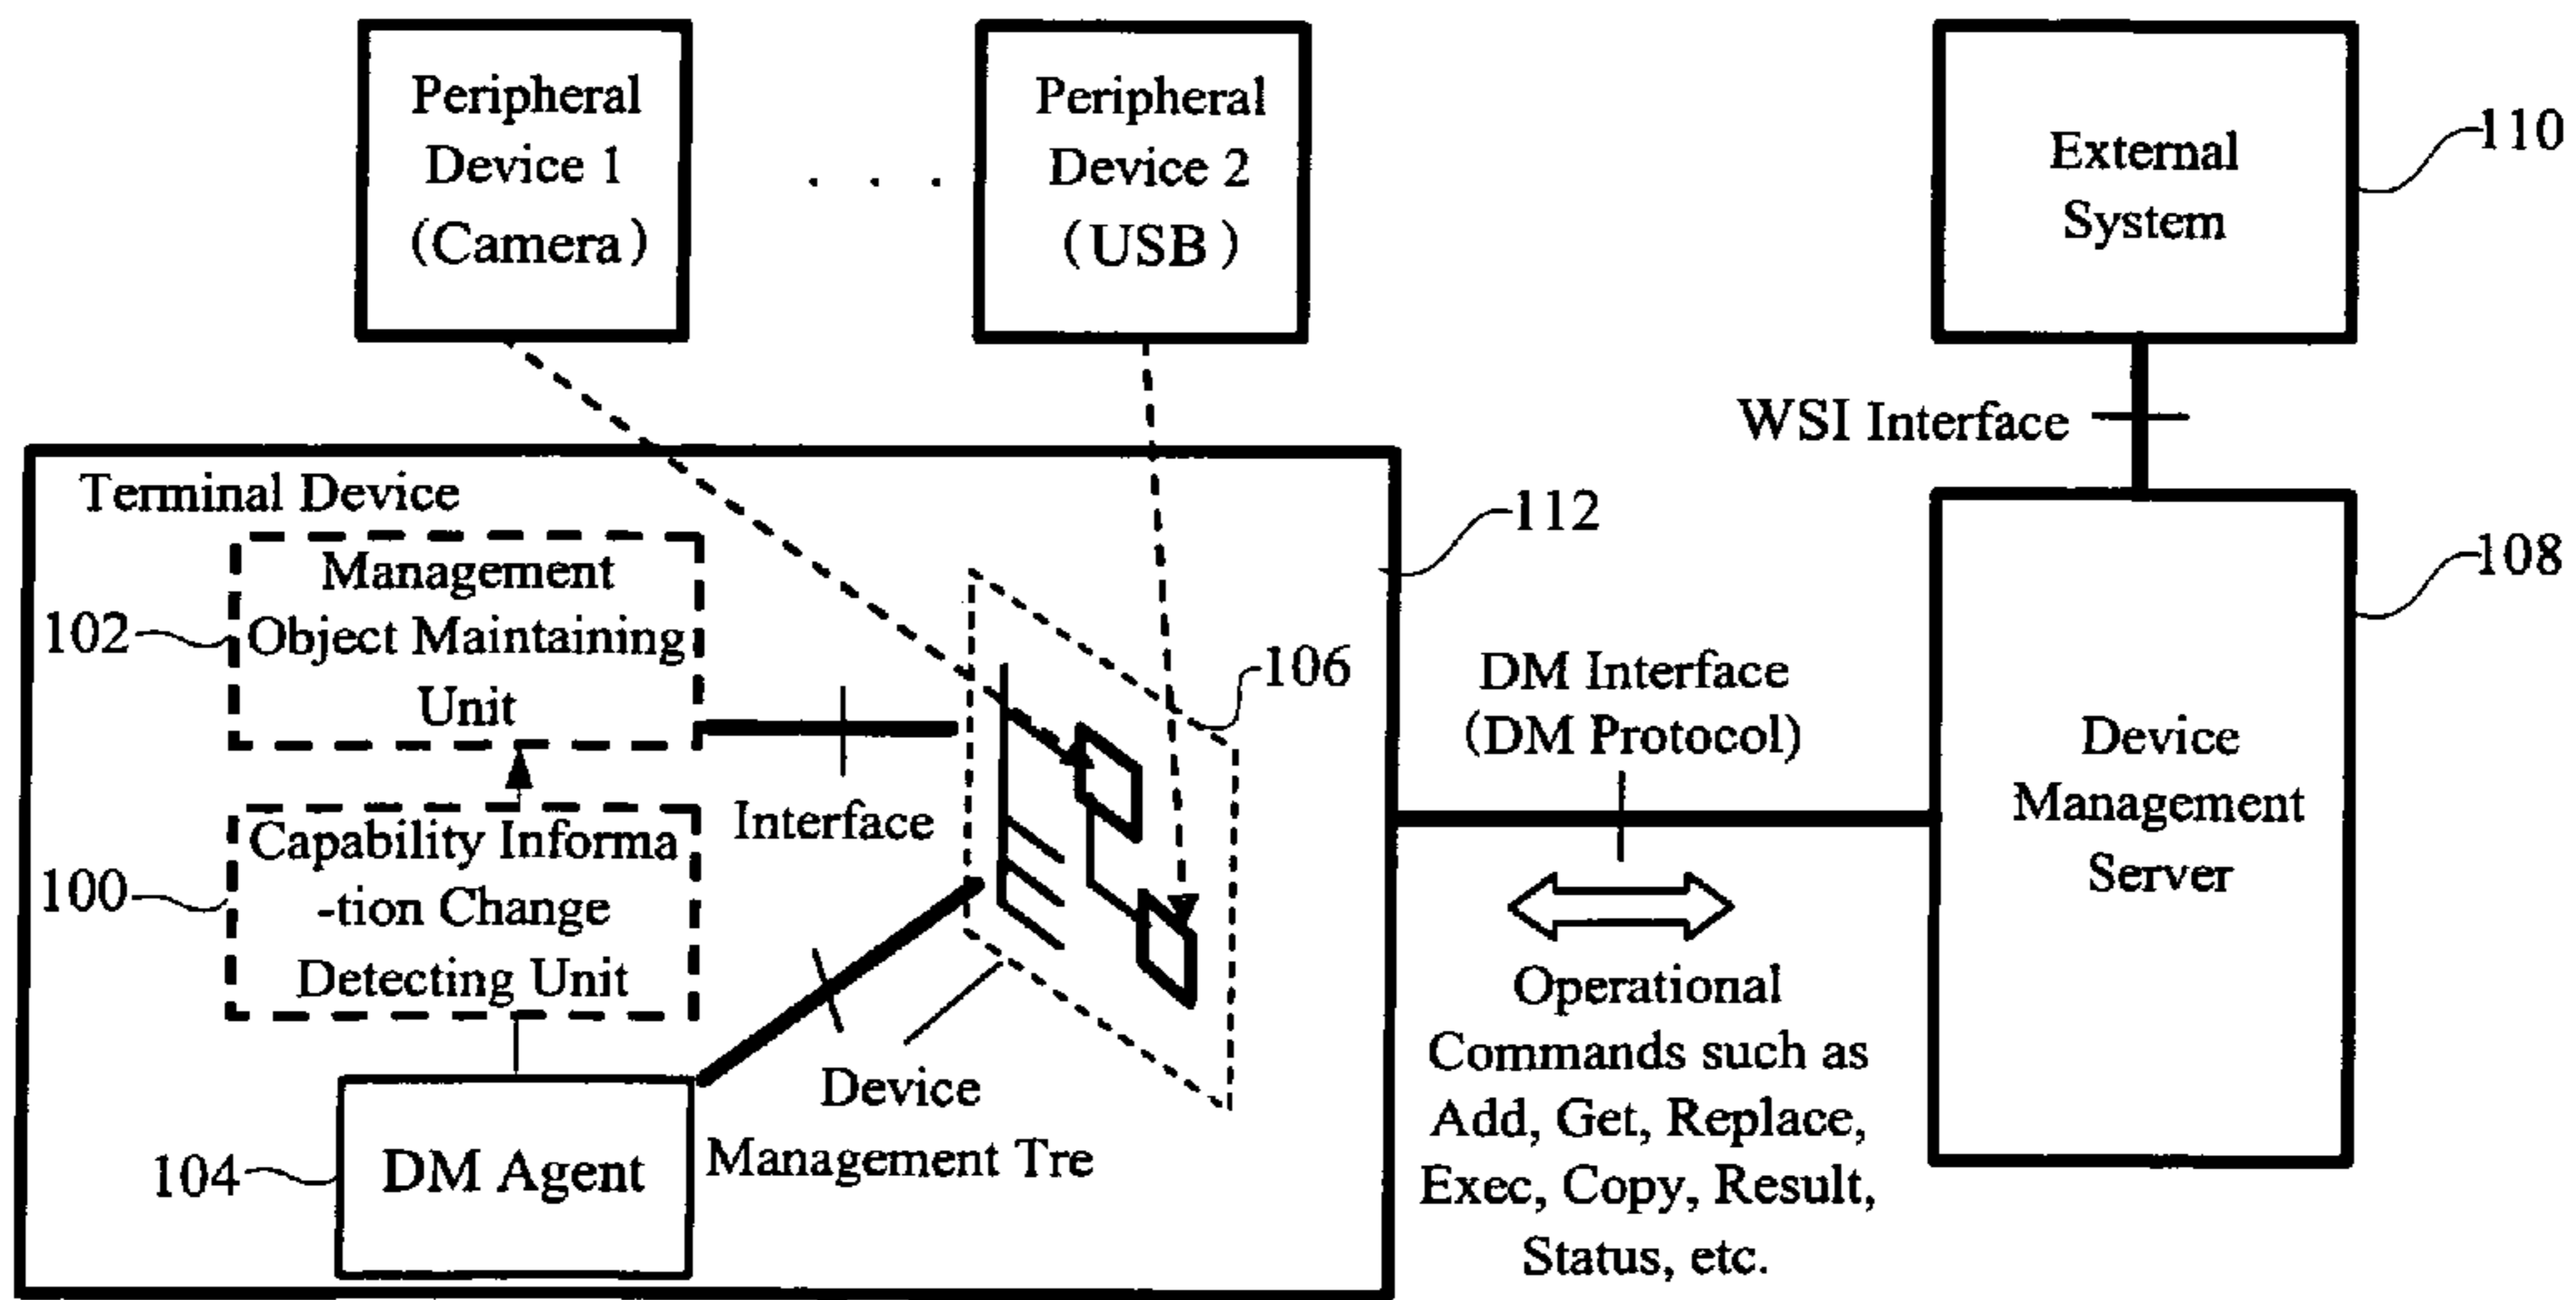 Peripheral
Device 1
(Camera)
. . .
Peripheral
Device 2
(USB)
External
System
110
WSI Interface
Terminal Device
112
Management
Object Maintaining
Unit
102
Capability Informa
-tion Change
Detecting Unit
100
DM Agent
104
Interface
106
Device
Management Tre
DM Interface
(DM Protocol)
Operational
Commands such as
Add, Get, Replace,
Exec, Copy, Result,
Status, etc.
Device
Management
Server
108